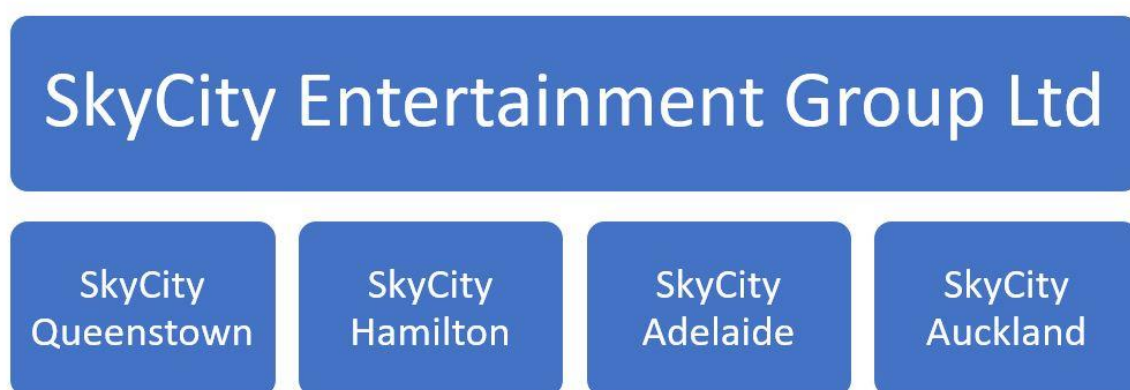 SkyCity Entertainment Group Ltd
SkyCity
Queenstown
SkyCity
Hamilton
SkyCity
Adelaide
SkyCity
Auckland